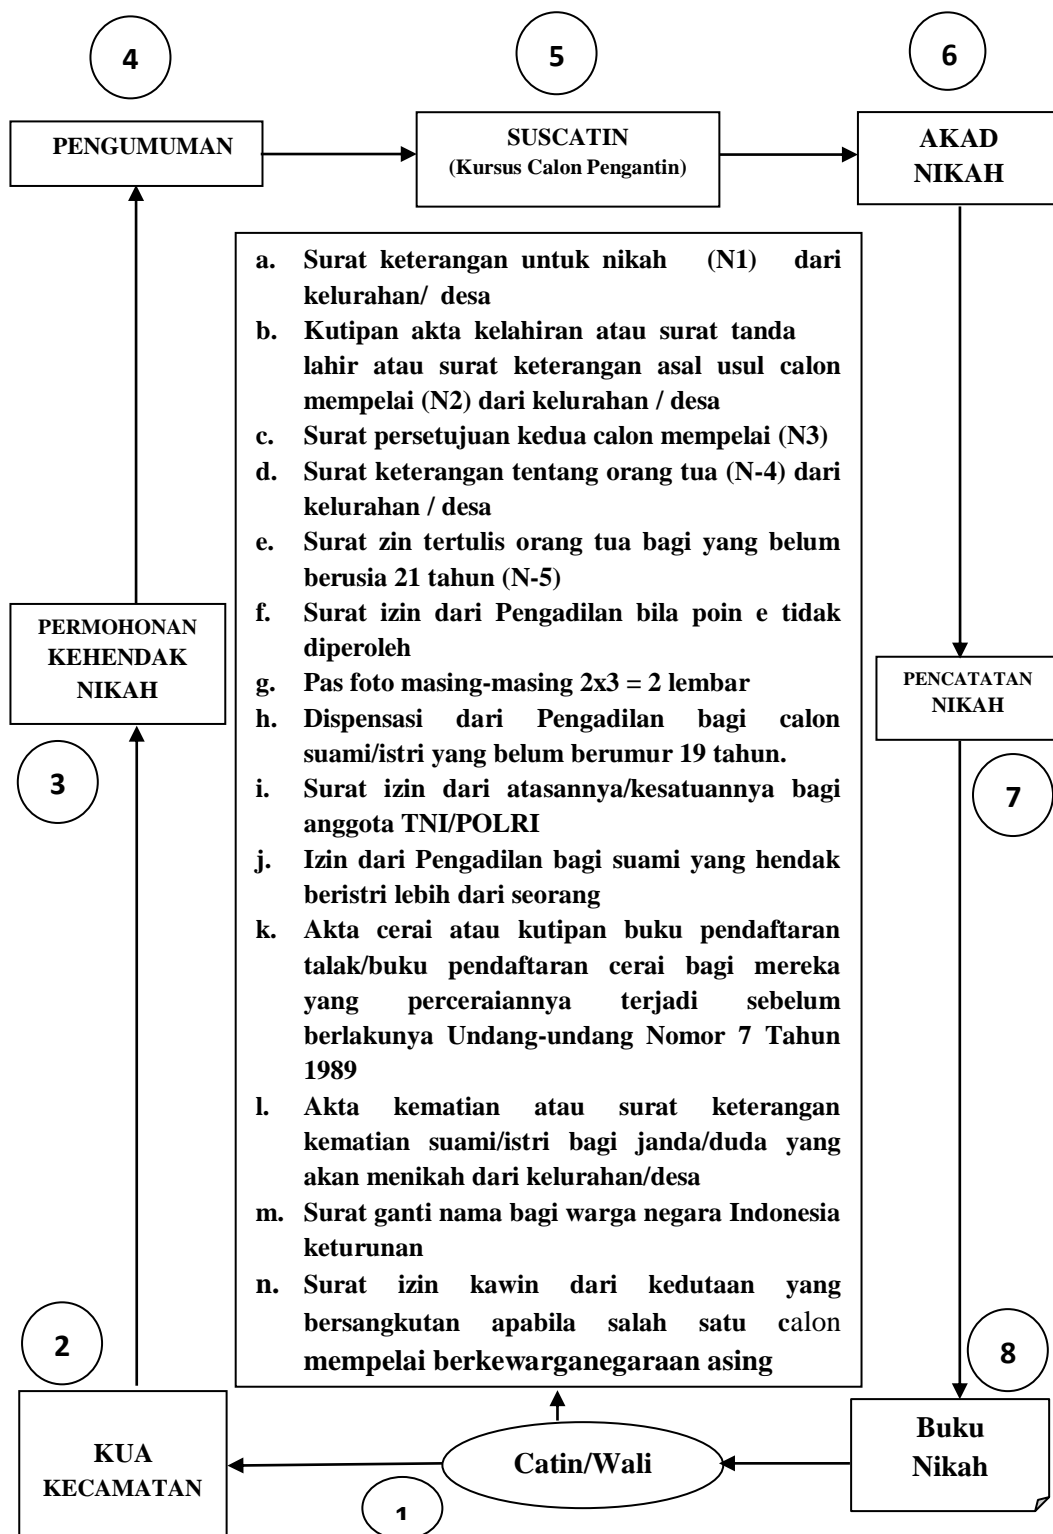 4
5
6
PENGUMUMAN
SUSCATIN
(Kursus Calon Pengantin)
AKAD
NIKAH
a. Surat keterangan untuk nikah (N1) dari
kelurahan/ desa
b. Kutipan akta kelahiran atau surat tanda
lahir atau surat keterangan asal usul calon
mempelai (N2) dari kelurahan / desa
c. Surat persetujuan kedua calon mempelai (N3)
d. Surat keterangan tentang orang tua (N-4) dari
kelurahan / desa
e. Surat zin tertulis orang tua bagi yang belum
berusia 21 tahun (N-5)
f. Surat izin dari Pengadilan bila poin e tidak
diperoleh
g. Pas foto masing-masing 2x3 = 2 lembar
h. Dispensasi dari Pengadilan bagi calon
suami/istri yang belum berumur 19 tahun.
i. Surat izin dari atasannya/kesatuannya bagi
anggota TNI/POLRI
j. Izin dari Pengadilan bagi suami yang hendak
beristri lebih dari seorang
k. Akta cerai atau kutipan buku pendaftaran
talak/buku pendaftaran cerai bagi mereka
yang perceraiannya terjadi sebelum
berlakunya Undang-undang Nomor 7 Tahun
1989
l. Akta kematian atau surat keterangan
kematian suami/istri bagi janda/duda yang
akan menikah dari kelurahan/desa
m. Surat ganti nama bagi warga negara Indonesia
keturunan
n. Surat izin kawin dari kedutaan yang
bersangkutan apabila salah satu calon
mempelai berkewarganegaraan asing
PERMOHONAN
KEHENDAK
NIKAH
3
PENCATATAN
NIKAH
7
2
8
KUA
KECAMATAN
Catin/Wali
Buku
Nikah
1